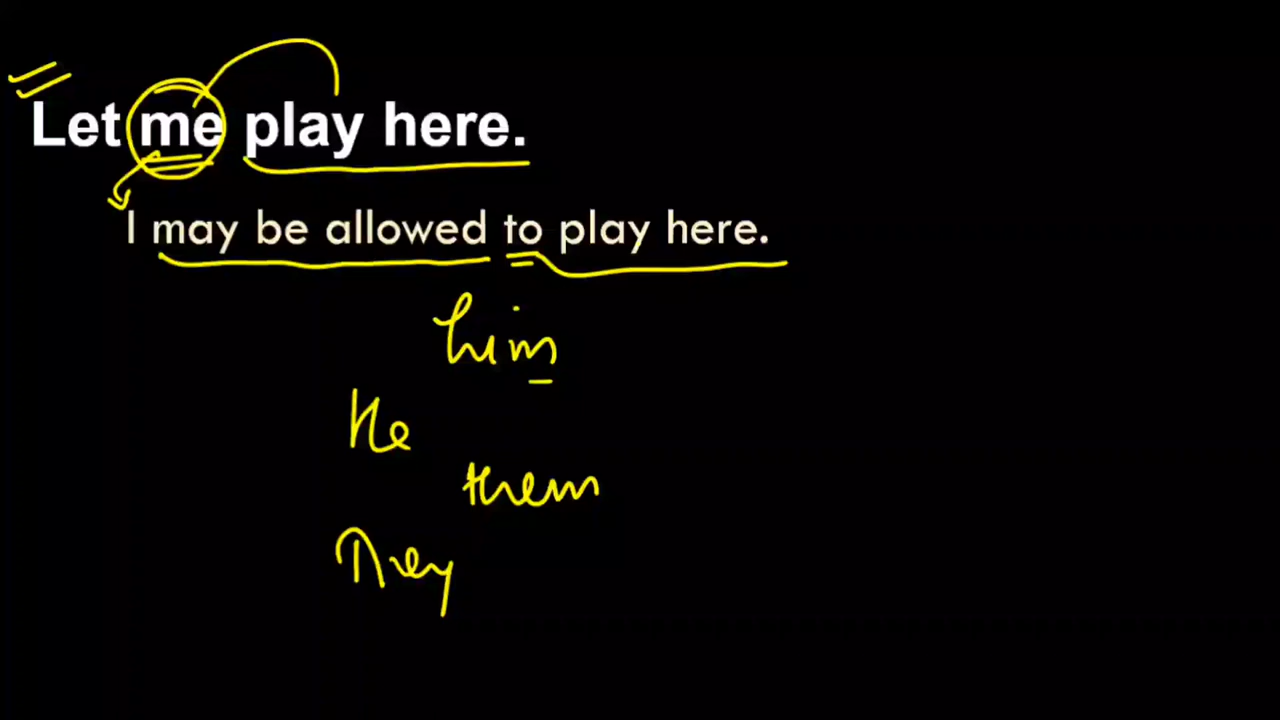 Let me play here.
I may be allowed to play here.
him
He
them
They